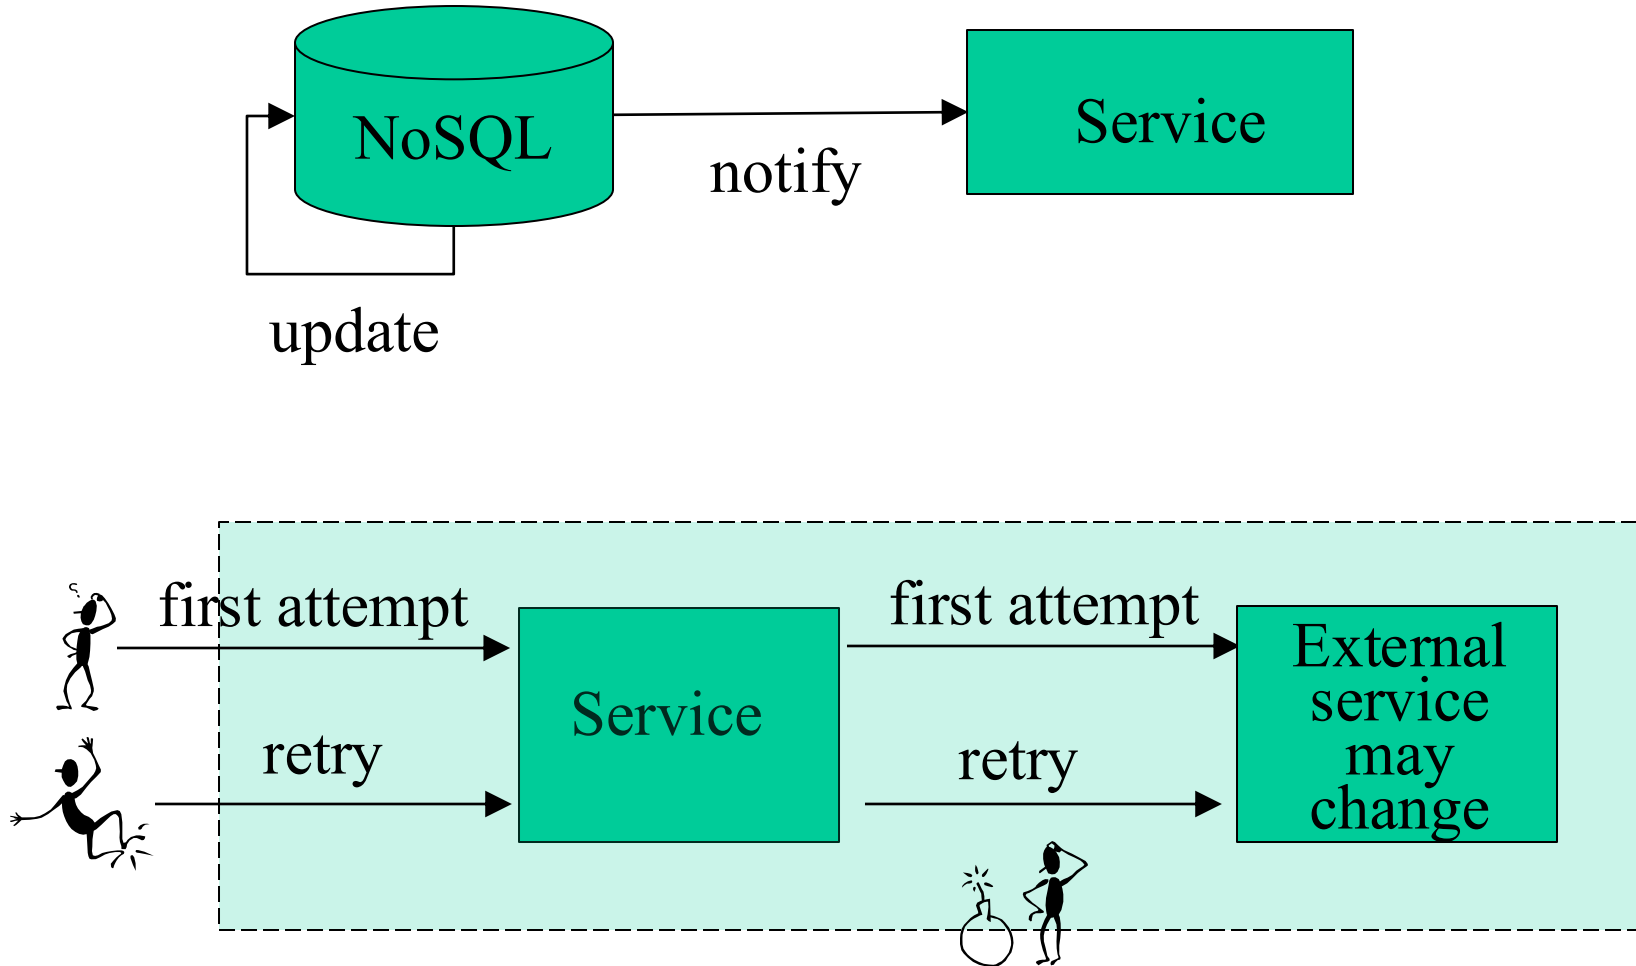 NoSQL
Service
notify
update
first attempt
first attempt
Service
retry
retry
External
service
may
change
?